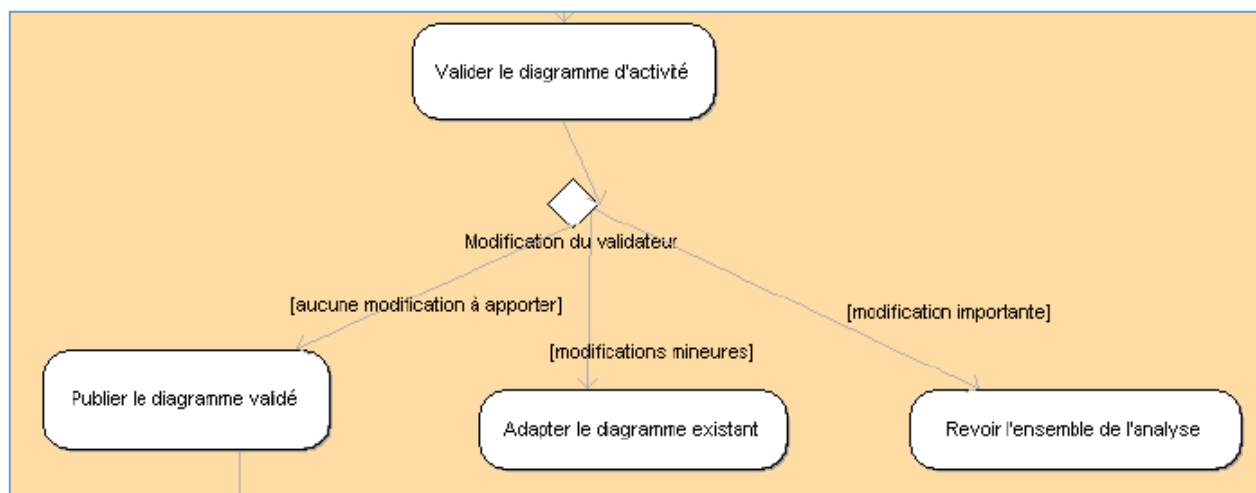 Valider le diagramme d'activité
Modification du validateur
[aucune modification à apporter]
[modification importante]
[modifications mineures]
Publier le diagramme validé
Adapter le diagramme existant
Revoir l'ensemble de l'analyse